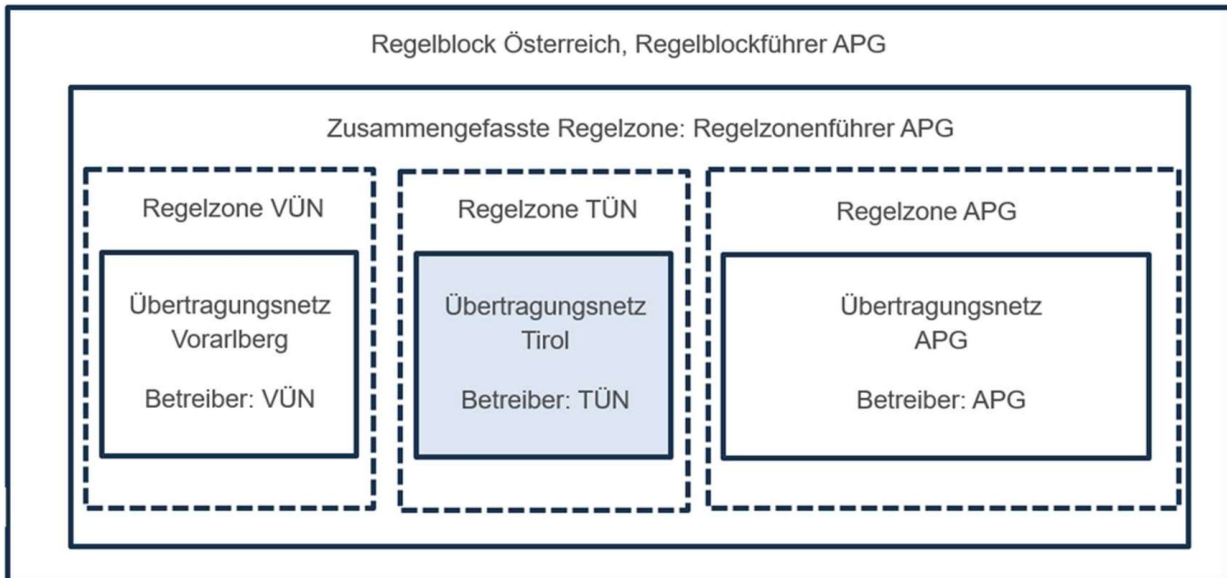 Regelblock Österreich, Regelblockführer APG
Zusammengefasste Regelzone: Regelzonenführer APG
Regelzone VÜN
Übertragungsnetz
Vorarlberg
Betreiber: VÜN
Regelzone TÜN
Übertragungsnetz
Tirol
Betreiber: TÜN
Regelzone APG
Übertragungsnetz
APG
Betreiber: APG